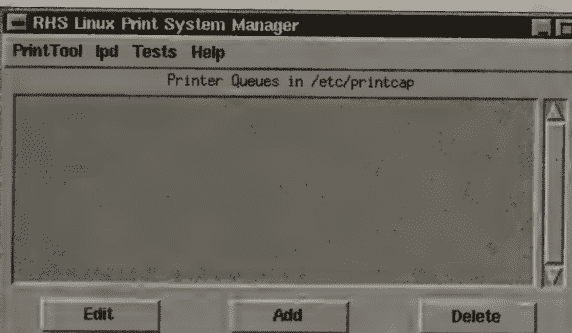 RHS Linux Print System Manager
PrintTool lpd Tests Help
Printer Queues in /etc/printcap
Edit Add Delete